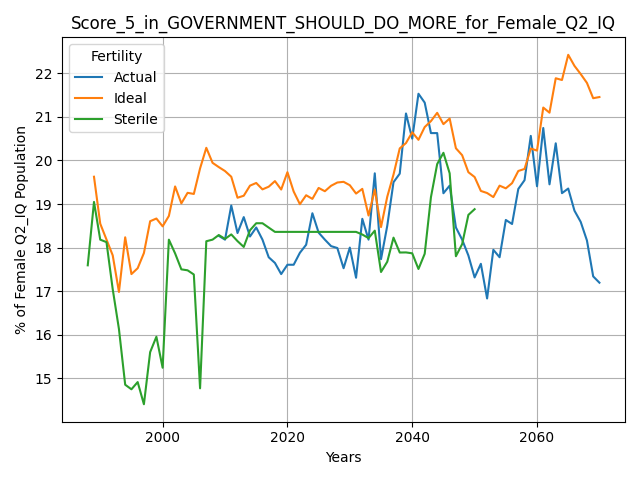 Score_5_in_GOVERNMENT_SHOULD_DO_MORE_for_Female_Q2_IQ
Fertility
Actual
Ideal
Sterile
% of Female Q2_IQ Population
22
21
20
19
18
17
16
15
2000
2020
2040
2060
Years